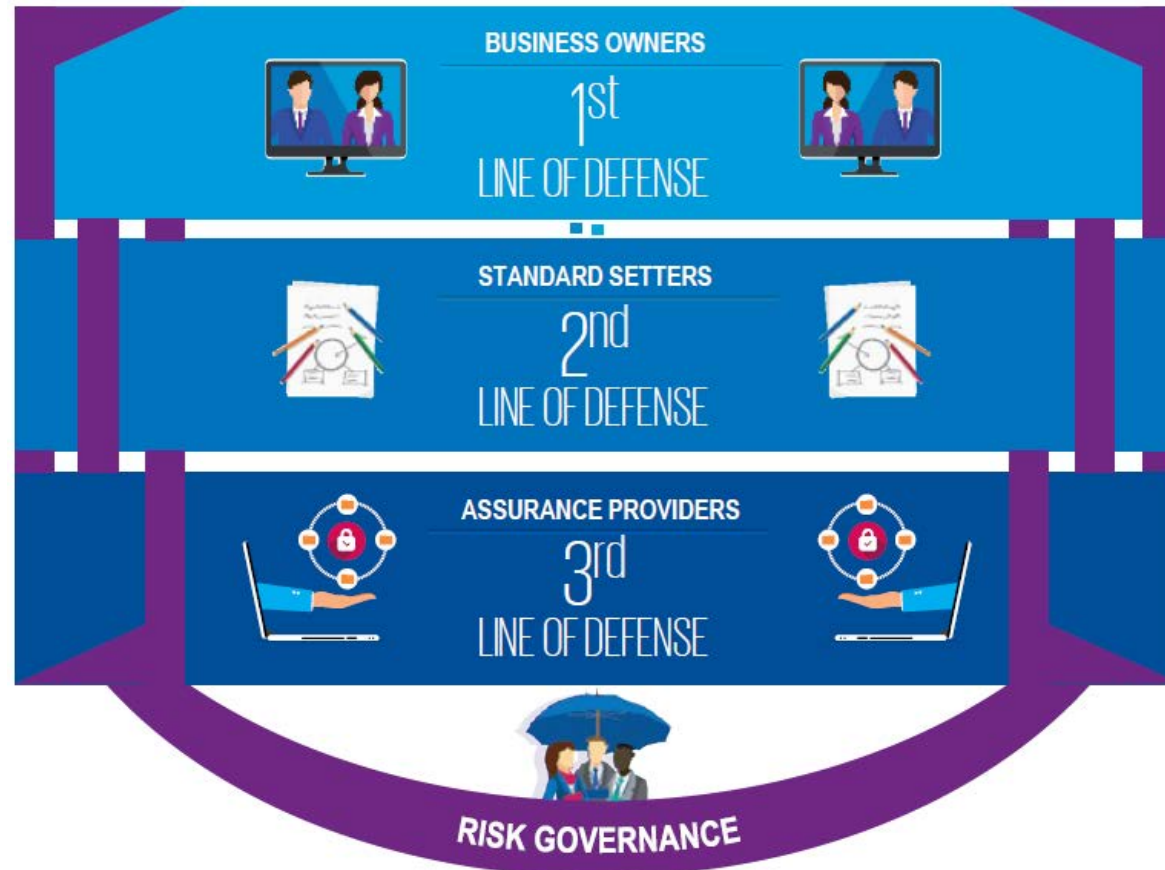 BUSINESS OWNERS
1st
LINE OF DEFENSE
STANDARD SETTERS
2nd
LINE OF DEFENSE
ASSURANCE PROVIDERS
3rd
LINE OF DEFENSE
RISK GOVERNANCE